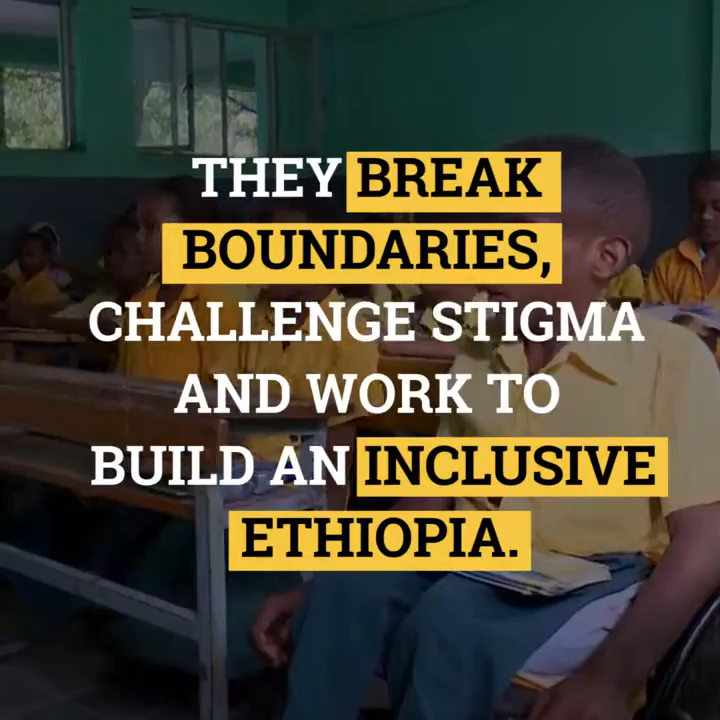 THEY BREAK
BOUNDARIES,
CHALLENGE STIGMA
AND WORK TO
BUILD AN INCLUSIVE
ETHIOPIA.